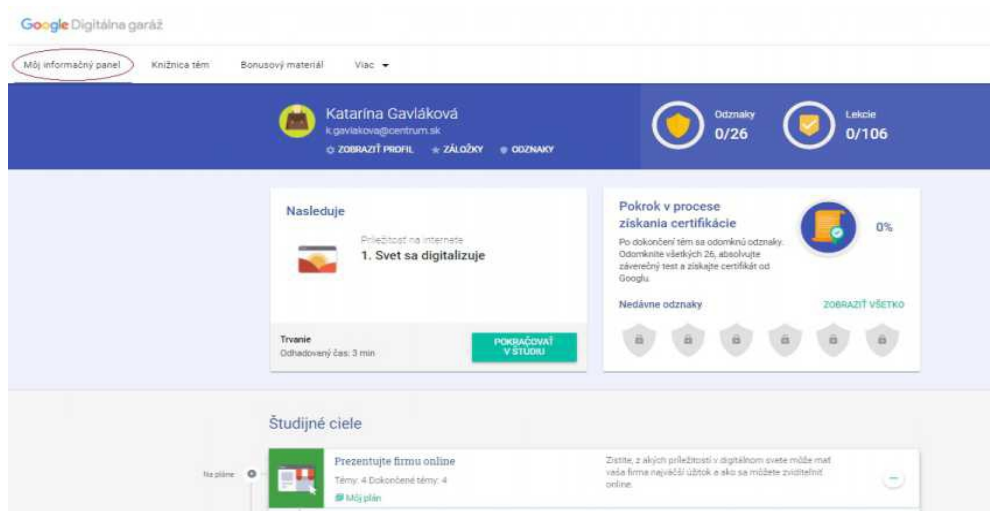 Google Digitálna garáž
Môj informačný panel Knižnica tém Bonusový materiál Viac
Katarína Gavláková
k.gavlakova@centrum.sk
ZOBRAZIŤ PROFIL ZÁLOŽKY ODZNAKY
Odznaky
0/26
Lekcie
0/106
Nasleduje
Príležitosť na internete
1. Svet sa digitalizuje
Trvanie
Odhadovaný čas: 3 min
POKRAČOVAŤ
V ŠTÚDIU
Pokrok v procese
získania certifikácie
0%
Po dokončení tém sa odomknú odznaky.
Odomknite všetkých 26, absolvujte
záverečný test a získajte certifikát od
Googlu.
Nedávne odznaky ZOBRAZIŤ VŠETKO
Študijné ciele
Na pláne
Prezentujte firmu online
Témy: 4 Dokončené témy: 4
Môj plán
Zistite, z akých príležitostí v digitálnom svete môže mať
vaša firma najväčší úžitok a ako sa môžete zviditeľniť
online.